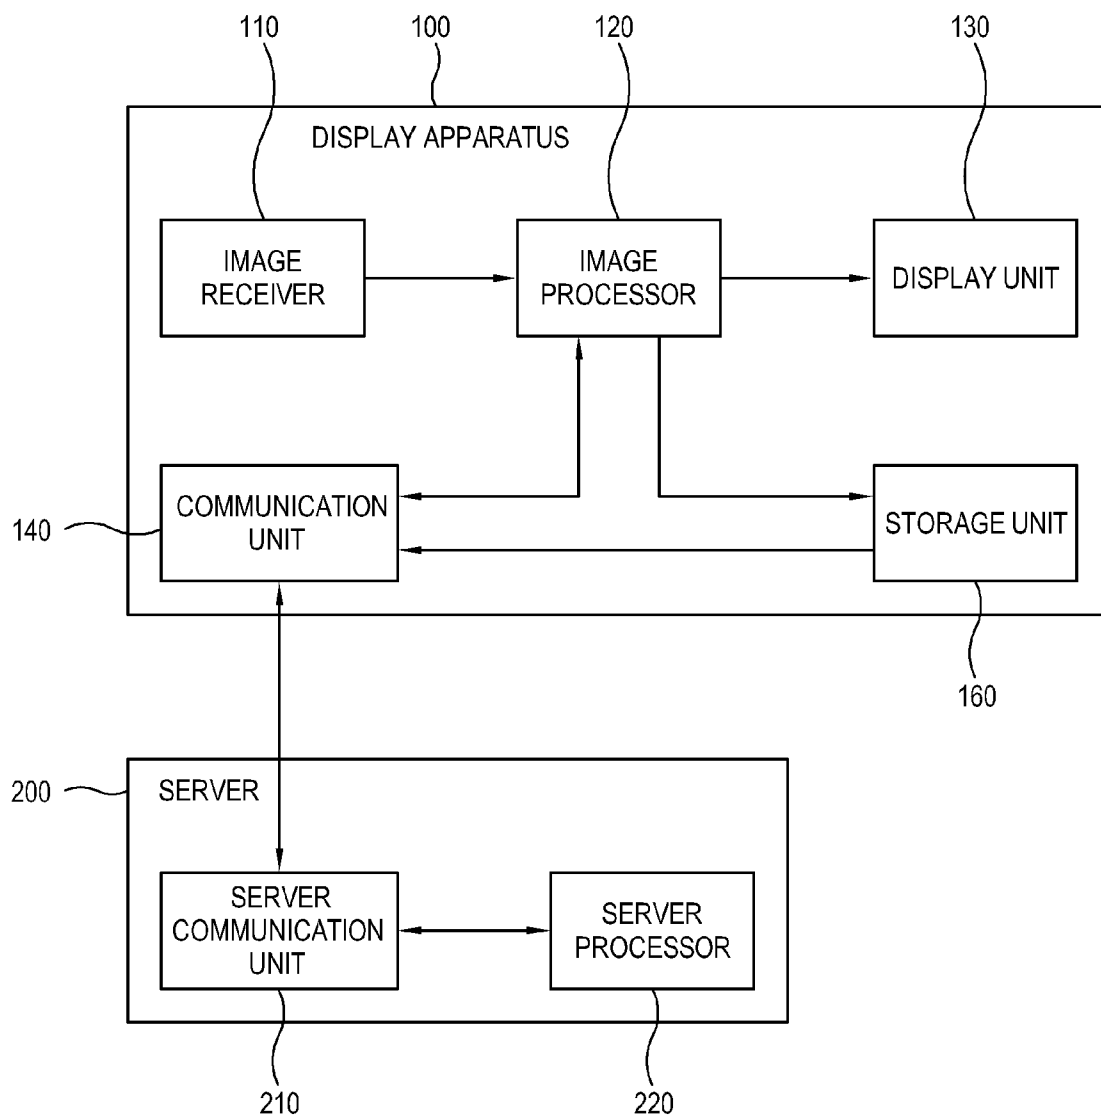 110
100
120
130
DISPLAY APPARATUS
IMAGE
RECEIVER
IMAGE
PROCESSOR
DISPLAY UNIT
COMMUNICATION
UNIT
STORAGE UNIT
140
160
200
SERVER
SERVER
COMMUNICATION
UNIT
SERVER
PROCESSOR
210
220